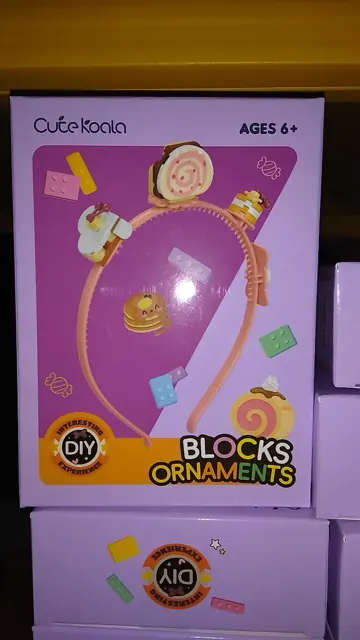 Cute Koala
AGES 6+
INTERESTING
DIY
EXPERIENCE
BLOCKS
ORNAMENTS
EXPERIENCE
DIY
INTERESTING